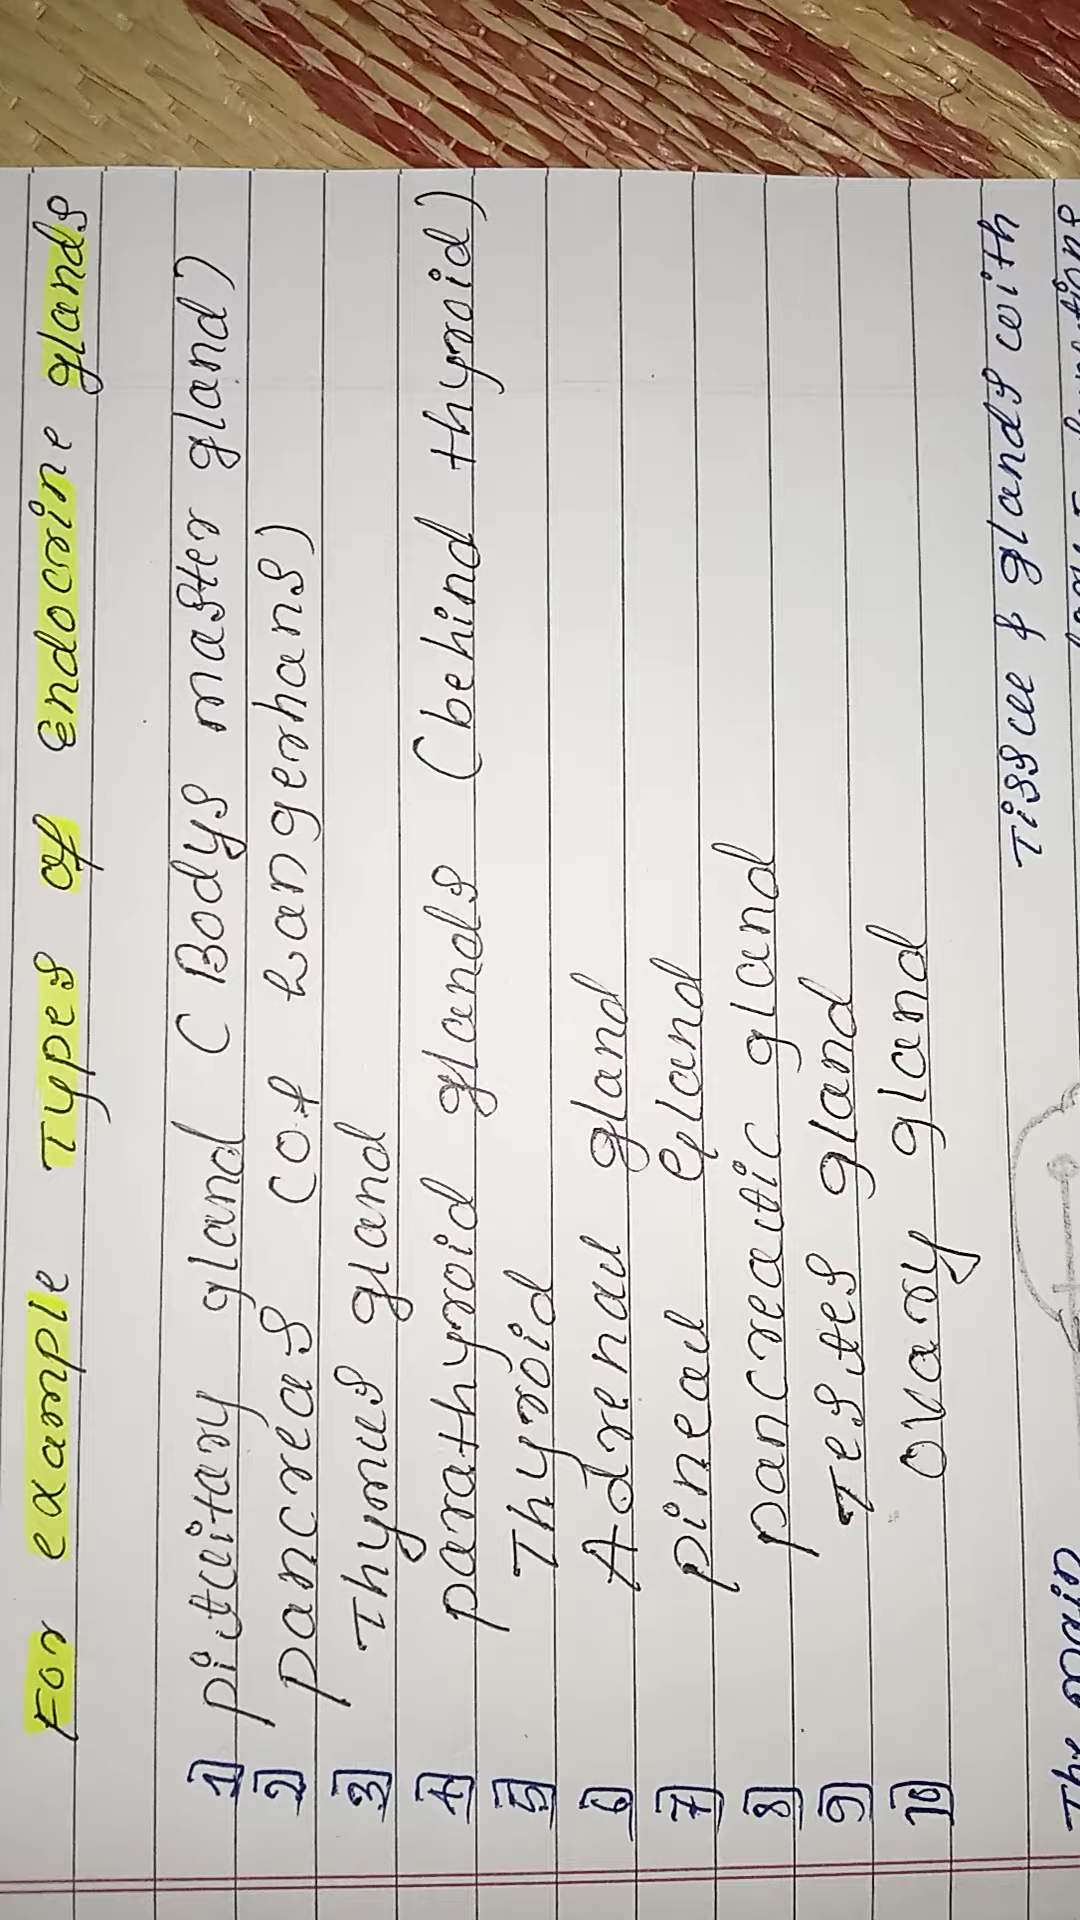 For example Types of Endocrine glands
1) pituitary gland (Bodys master gland)
2) pancreas (of Langerhans)
3) Thymus gland
4) parathyroid glands (behind thyroid)
5) Thyroid
6) Adrenal gland
7) pineal Gland
8) pancreatic gland
9) Testes gland
10) ovary gland
Tissue & glands with
The main